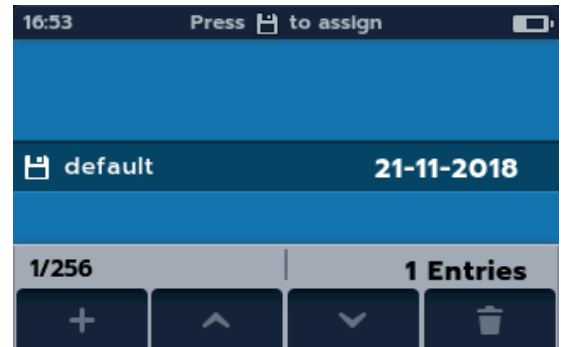 16:53 Press to assign
default 21-11-2018
1/256 1 Entries